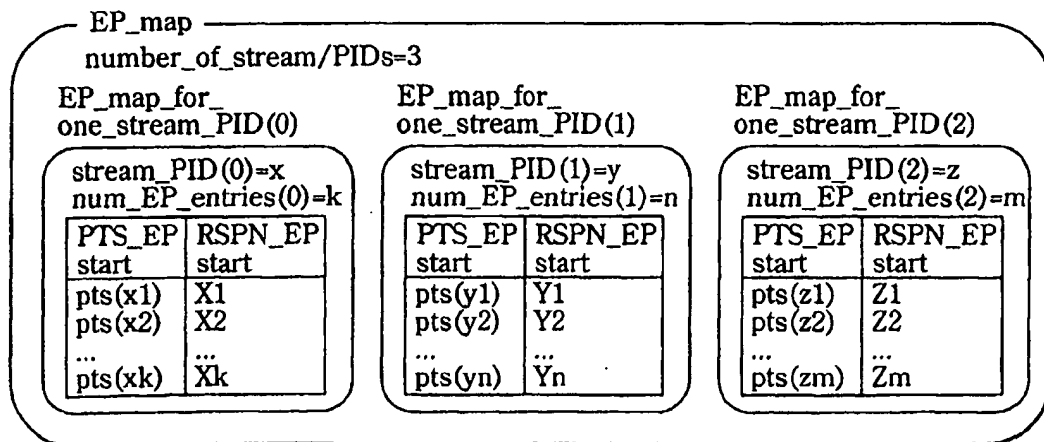 EP_map
number_of_stream/PIDs=3
EP_map_for_
one_stream_PID(0)
stream_PID(0)=x
num_EP_entries(0)=k
PTS_EP RSPN_EP
start start
pts(x1) X1
pts(x2) X2
... ...
pts(xk) Xk
EP_map_for_
one_stream_PID(1)
stream_PID(1)=y
num_EP_entries(1)=n
PTS_EP RSPN_EP
start start
pts(y1) Y1
pts(y2) Y2
... ...
pts(yn) Yn
EP_map_for_
one_stream_PID(2)
stream_PID(2)=z
num_EP_entries(2)=m
PTS_EP RSPN_EP
start start
pts(z1) Z1
pts(z2) Z2
... ...
pts(zm) Zm